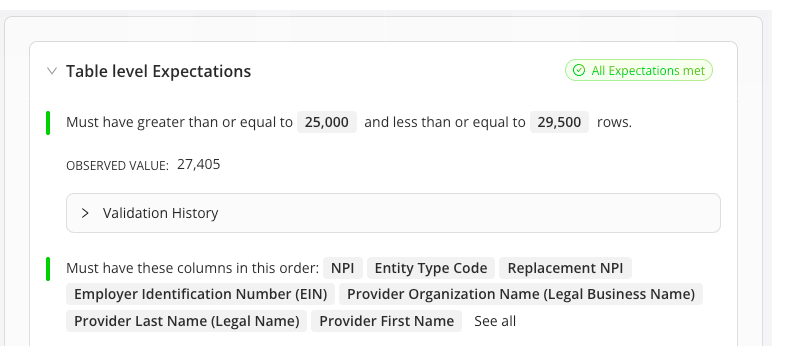 Table level Expectations All Expectations met
Must have greater than or equal to 25,000 and less than or equal to 29,500 rows.
OBSERVED VALUE: 27,405
Validation History
Must have these columns in this order: NPI Entity Type Code Replacement NPI
Employer Identification Number (EIN) Provider Organization Name (Legal Business Name)
Provider Last Name (Legal Name) Provider First Name See all